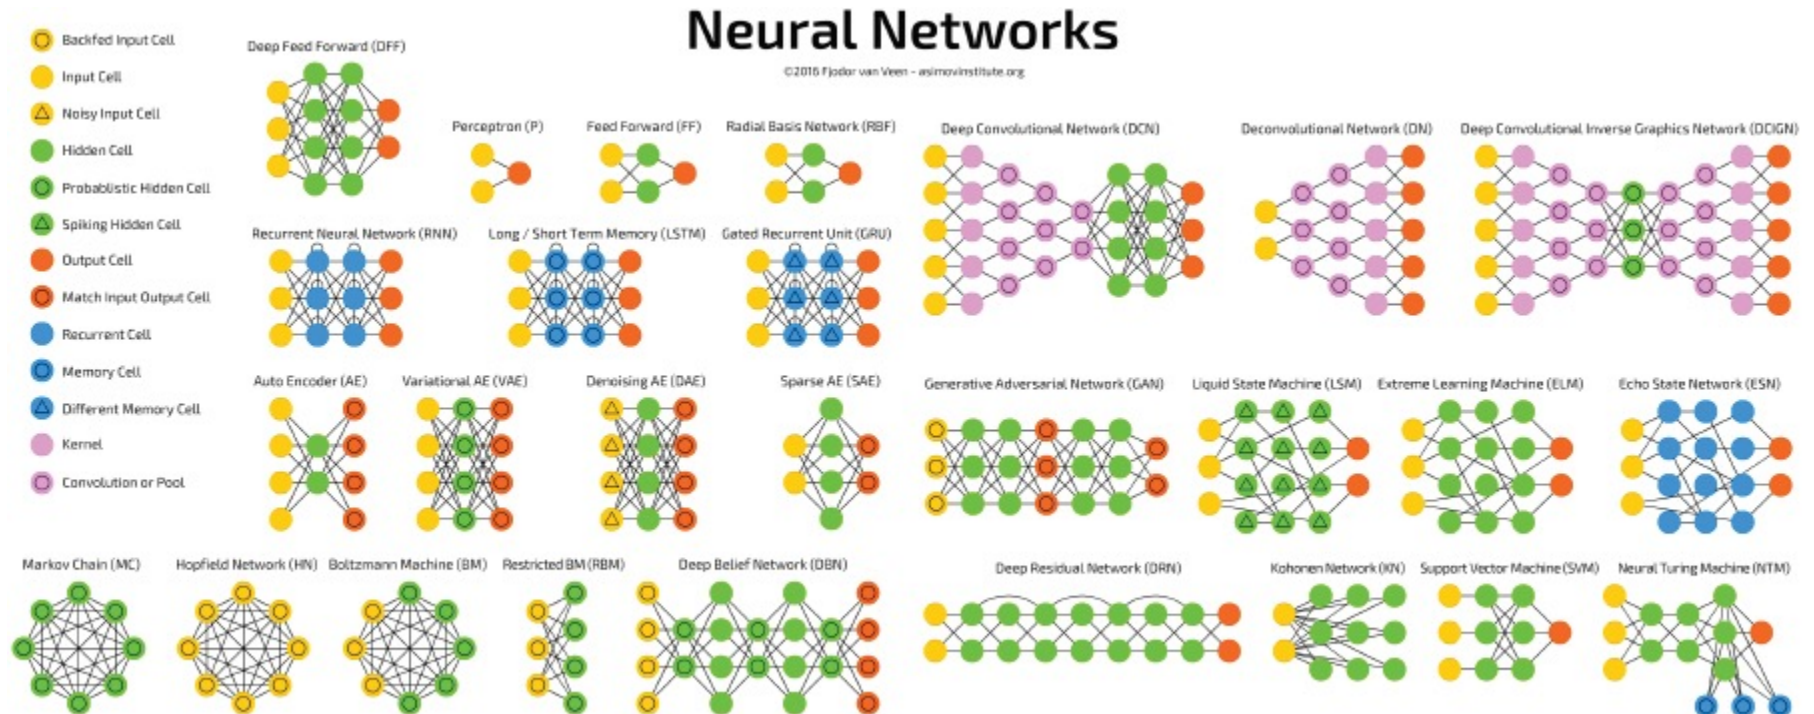 Neural Networks
©2016 Fjodor van Veen - asimovinstitute.org
Backfed Input Cell
Input Cell
Noisy Input Cell
Hidden Cell
Probablistic Hidden Cell
Spiking Hidden Cell
Output Cell
Match Input Output Cell
Recurrent Cell
Memory Cell
Different Memory Cell
Kernel
Convolution or Pool
Deep Feed Forward (DFF)
Perceptron (P)
Feed Forward (FF)
Radial Basis Network (RBF)
Deep Convolutional Network (DCN)
Deconvolutional Network (DN)
Deep Convolutional Inverse Graphics Network (DCIGN)
Recurrent Neural Network (RNN)
Long / Short Term Memory (LSTM)
Gated Recurrent Unit (GRU)
Auto Encoder (AE)
Variational AE (VAE)
Denoising AE (DAE)
Sparse AE (SAE)
Generative Adversarial Network (GAN)
Liquid State Machine (LSM)
Extreme Learning Machine (ELM)
Echo State Network (ESN)
Markov Chain (MC)
Hopfield Network (HN)
Boltzmann Machine (BM)
Restricted BM (RBM)
Deep Belief Network (DBN)
Deep Residual Network (DRN)
Kohonen Network (KN)
Support Vector Machine (SVM)
Neural Turing Machine (NTM)